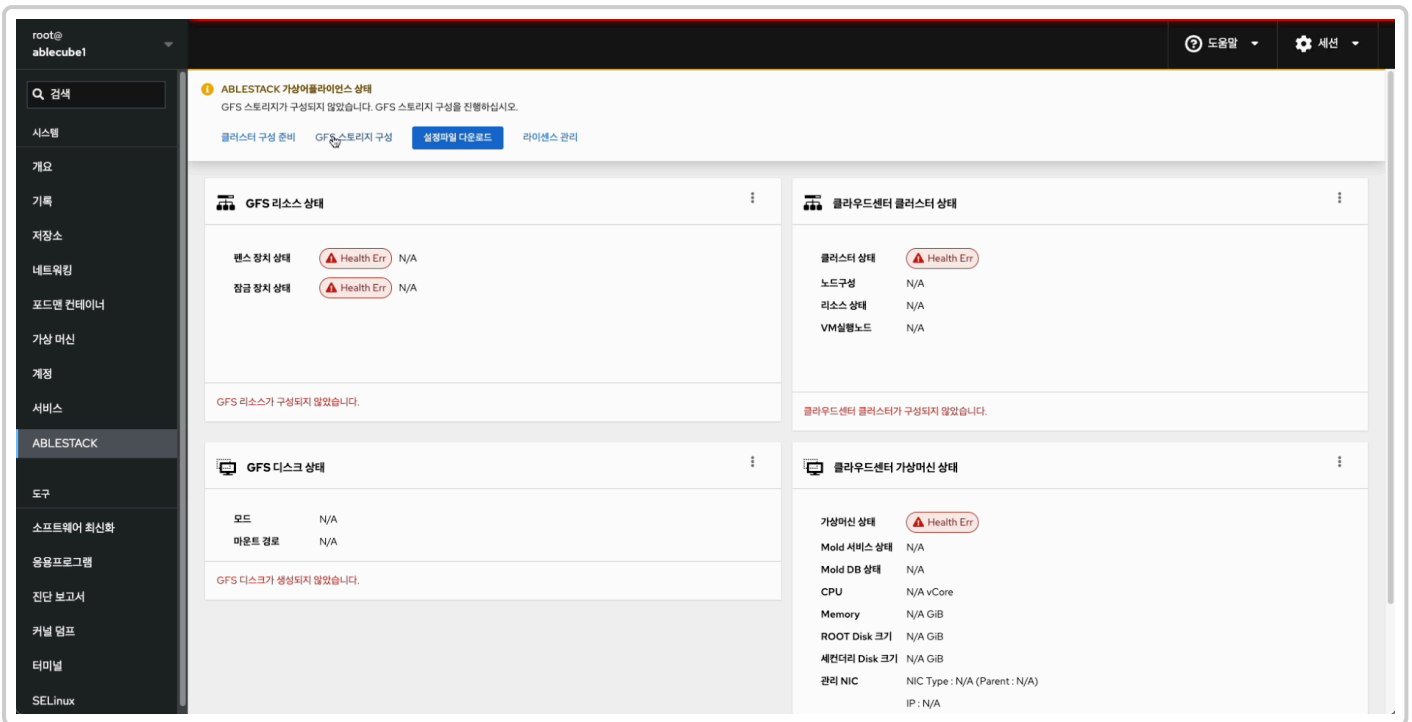 root@
ablecube1
도움말
세션
검색
시스템
개요
기록
저장소
네트워킹
포드맨 컨테이너
가상 머신
계정
서비스
ABLESTACK
도구
소프트웨어 최신화
응용프로그램
진단 보고서
커널 덤프
터미널
SELinux
ABLESTACK 가상어플라이언스 상태
GFS 스토리지가 구성되지 않았습니다. GFS 스토리지 구성을 진행하십시오.
클러스터 구성 준비 GFS 스토리지 구성 설정파일 다운로드 라이센스 관리
GFS 리소스 상태
펜스 장치 상태 Health Err N/A
잠금 장치 상태 Health Err N/A
GFS 리소스가 구성되지 않았습니다.
클라우드센터 클러스터 상태
클러스터 상태 Health Err
노드구성 N/A
리소스 상태 N/A
VM실행노드 N/A
클라우드센터 클러스터가 구성되지 않았습니다.
GFS 디스크 상태
모드 N/A
마운트 경로 N/A
GFS 디스크가 생성되지 않았습니다.
클라우드센터 가상머신 상태
가상머신 상태 Health Err
Mold 서비스 상태 N/A
Mold DB 상태 N/A
CPU N/A vCore
Memory N/A GiB
ROOT Disk 크기 N/A GiB
세컨더리 Disk 크기 N/A GiB
관리 NIC NIC Type : N/A (Parent : N/A)
IP : N/A